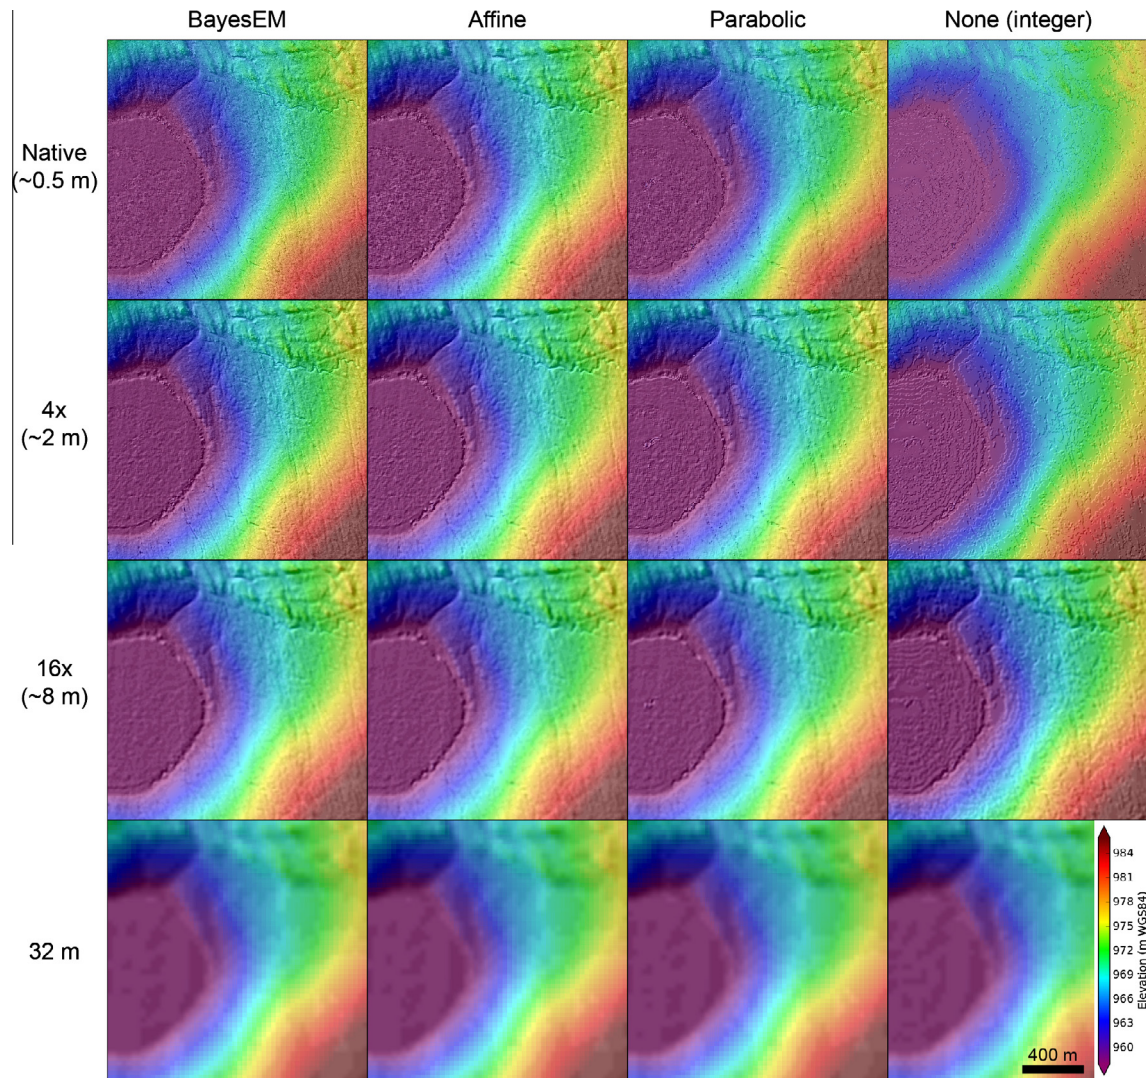 BayesEM Affine Parabolic None (integer)
Native
(~0.5 m)
4x
(~2 m)
16x
(~8 m)
32 m
984
981
978
975
972
969
966
963
960
Elevation (m WGS84)
400 m